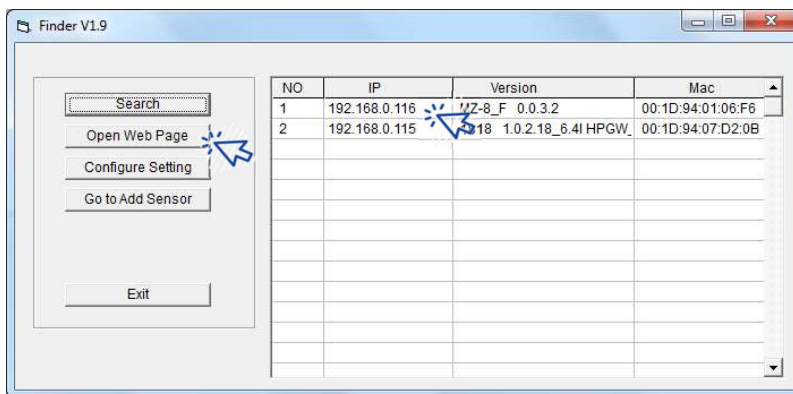 Finder V1.9
Search
Open Web Page
Configure Setting
Go to Add Sensor
Exit
NO IP Version Mac
1 192.168.0.116 MZ-8_F 0.0.3.2 00:1D:94:01:06:F6
2 192.168.0.115 1.0.2.18_6.4I HPGW_ 00:1D:94:07:D2:0B